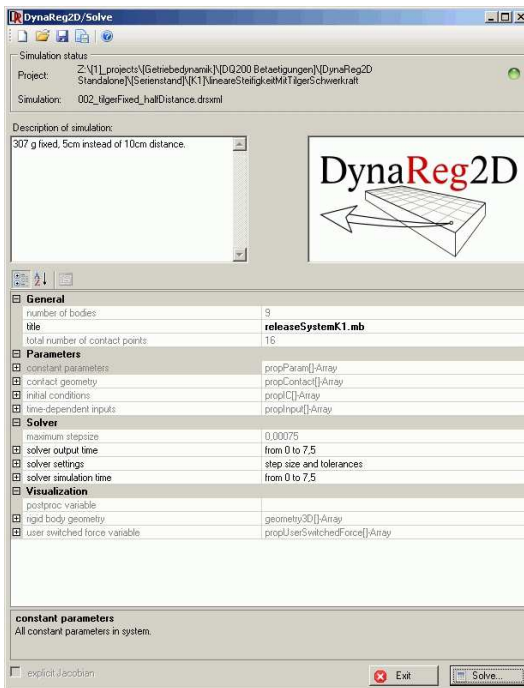 DynaReg2D/Solve
Simulation status
Project: Z:\[1]_projects\[Getriebedynamik]\[DQ200 Betaetigungen]\[DynaReg2D
Standalone]\[Serienstand]\[K1]\lineareSteifigkeitMitTilgerSchwerkraft
Simulation: 002_tilgerFixed_halfDistance.drsxml
Description of simulation:
307 g fixed, 5cm instead of 10cm distance.
DynaReg2D
General
number of bodies 9
title releaseSystemK1.mb
total number of contact points 16
Parameters
constant parameters propParam[]-Array
contact geometry propContact[]-Array
initial conditions propIC[]-Array
time-dependent inputs propInput[]-Array
Solver
maximum stepsize 0,00075
solver output time from 0 to 7,5
solver settings step size and tolerances
solver simulation time from 0 to 7,5
Visualization
postproc variable
rigid body geometry geometry3D[]-Array
user switched force variable propUserSwitchedForce[]-Array
constant parameters
All constant parameters in system.
explicit Jacobian
Exit
Solve...